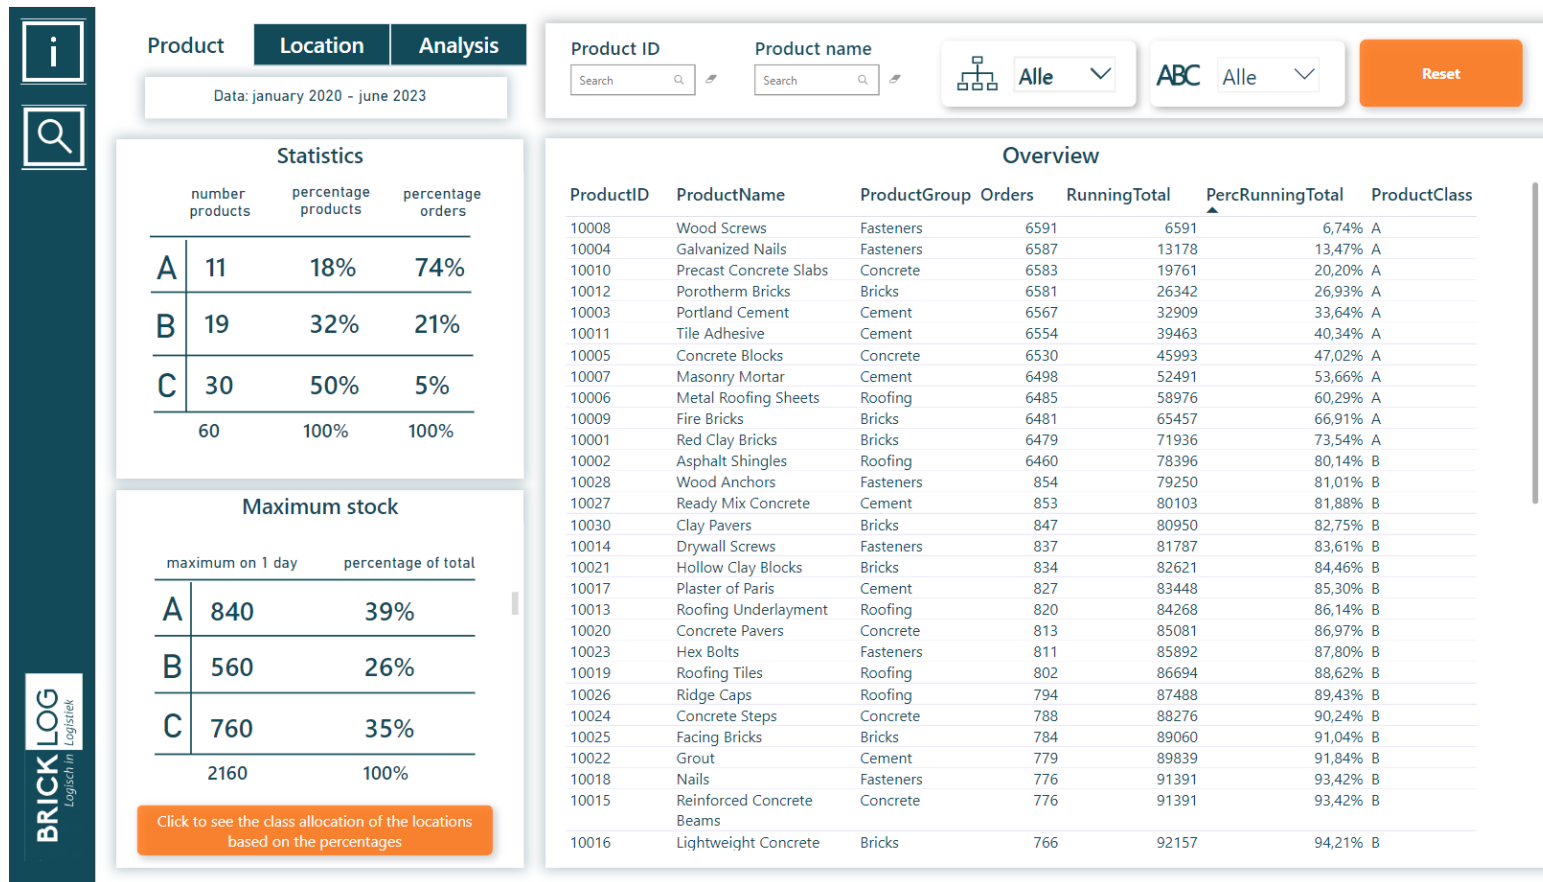 i
Product Location Analysis
Data: january 2020 - june 2023
Product ID Product name
Search Search
Alle
ABC Alle
Reset
Statistics
number products percentage products percentage orders
A 11 18% 74%
B 19 32% 21%
C 30 50% 5%
60 100% 100%
Maximum stock
maximum on 1 day percentage of total
A 840 39%
B 560 26%
C 760 35%
2160 100%
Click to see the class allocation of the locations
based on the percentages
Overview
ProductID ProductName ProductGroup Orders RunningTotal PercRunningTotal ProductClass
10008 Wood Screws Fasteners 6591 6591 6,74% A
10004 Galvanized Nails Fasteners 6587 13178 13,47% A
10010 Precast Concrete Slabs Concrete 6583 19761 20,20% A
10012 Porotherm Bricks Bricks 6581 26342 26,93% A
10003 Portland Cement Cement 6567 32909 33,64% A
10011 Tile Adhesive Cement 6554 39463 40,34% A
10005 Concrete Blocks Concrete 6530 45993 47,02% A
10007 Masonry Mortar Cement 6498 52491 53,66% A
10006 Metal Roofing Sheets Roofing 6485 58976 60,29% A
10009 Fire Bricks Bricks 6481 65457 66,91% A
10001 Red Clay Bricks Bricks 6479 71936 73,54% A
10002 Asphalt Shingles Roofing 6460 78396 80,14% B
10028 Wood Anchors Fasteners 854 79250 81,01% B
10027 Ready Mix Concrete Cement 853 80103 81,88% B
10030 Clay Pavers Bricks 847 80950 82,75% B
10014 Drywall Screws Fasteners 837 81787 83,61% B
10021 Hollow Clay Blocks Bricks 834 82621 84,46% B
10017 Plaster of Paris Cement 827 83448 85,30% B
10013 Roofing Underlayment Roofing 820 84268 86,14% B
10020 Concrete Pavers Concrete 813 85081 86,97% B
10023 Hex Bolts Fasteners 811 85892 87,80% B
10019 Roofing Tiles Roofing 802 86694 88,62% B
10026 Ridge Caps Roofing 794 87488 89,43% B
10024 Concrete Steps Concrete 788 88276 90,24% B
10025 Facing Bricks Bricks 784 89060 91,04% B
10022 Grout Cement 779 89839 91,84% B
10018 Nails Fasteners 776 91391 93,42% B
10015 Reinforced Concrete Concrete 776 91391 93,42% B
Beams
10016 Lightweight Concrete Bricks 766 92157 94,21% B
BRICKLOG
Logisch in Logistiek